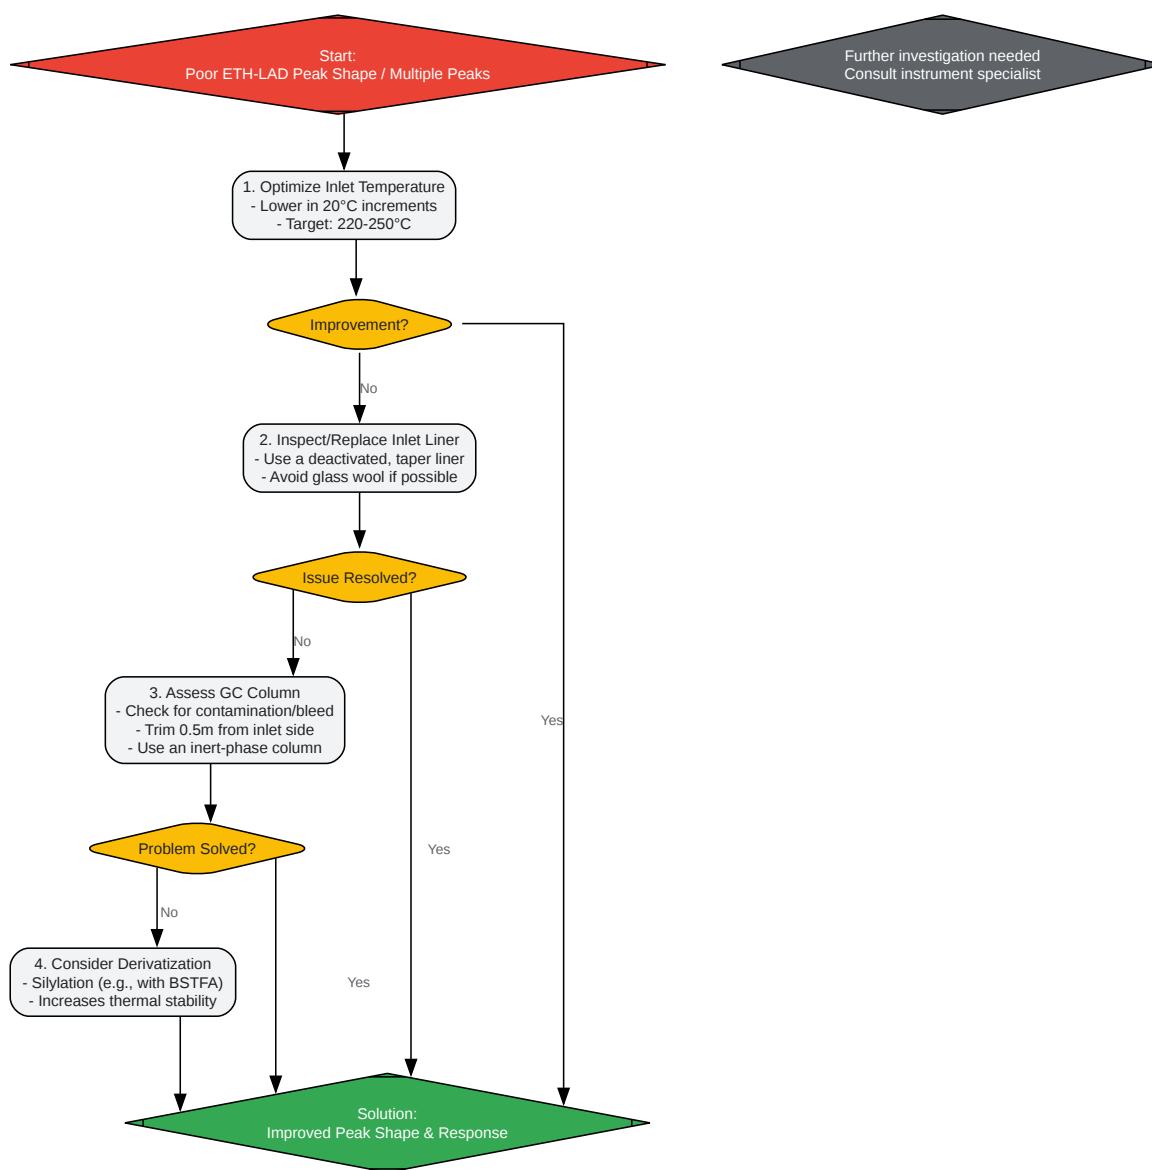 Start:
Poor ETH-LAD Peak Shape / Multiple Peaks
Further investigation needed
Consult instrument specialist
1. Optimize Inlet Temperature
- Lower in 20°C increments
- Target: 220-250°C
Improvement?
No
2. Inspect/Replace Inlet Liner
- Use a deactivated, taper liner
- Avoid glass wool if possible
Issue Resolved?
No
3. Assess GC Column
- Check for contamination/bleed
- Trim 0.5m from inlet side
- Use an inert-phase column
Yes
Problem Solved?
Yes
No
4. Consider Derivatization
- Silylation (e.g., with BSTFA)
- Increases thermal stability
Yes
Solution:
Improved Peak Shape & Response